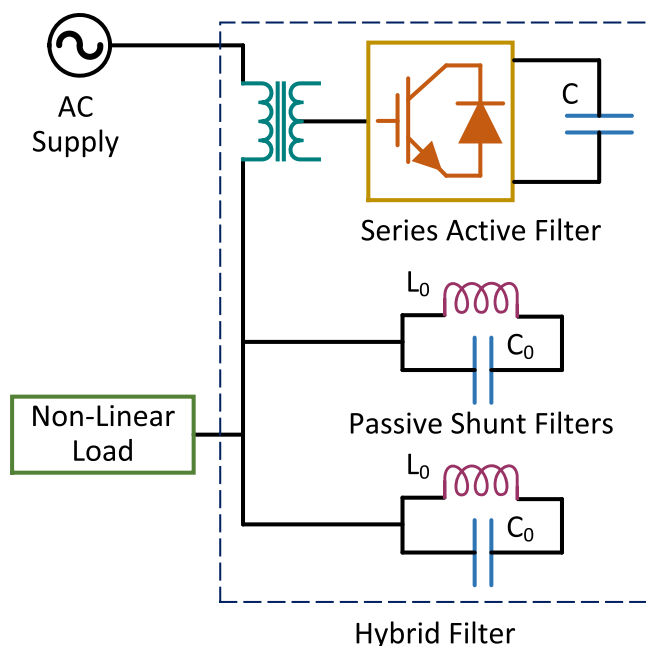 AC
Supply
C
Series Active Filter
L₀
C₀
Non-Linear
Load
Passive Shunt Filters
L₀
C₀
Hybrid Filter